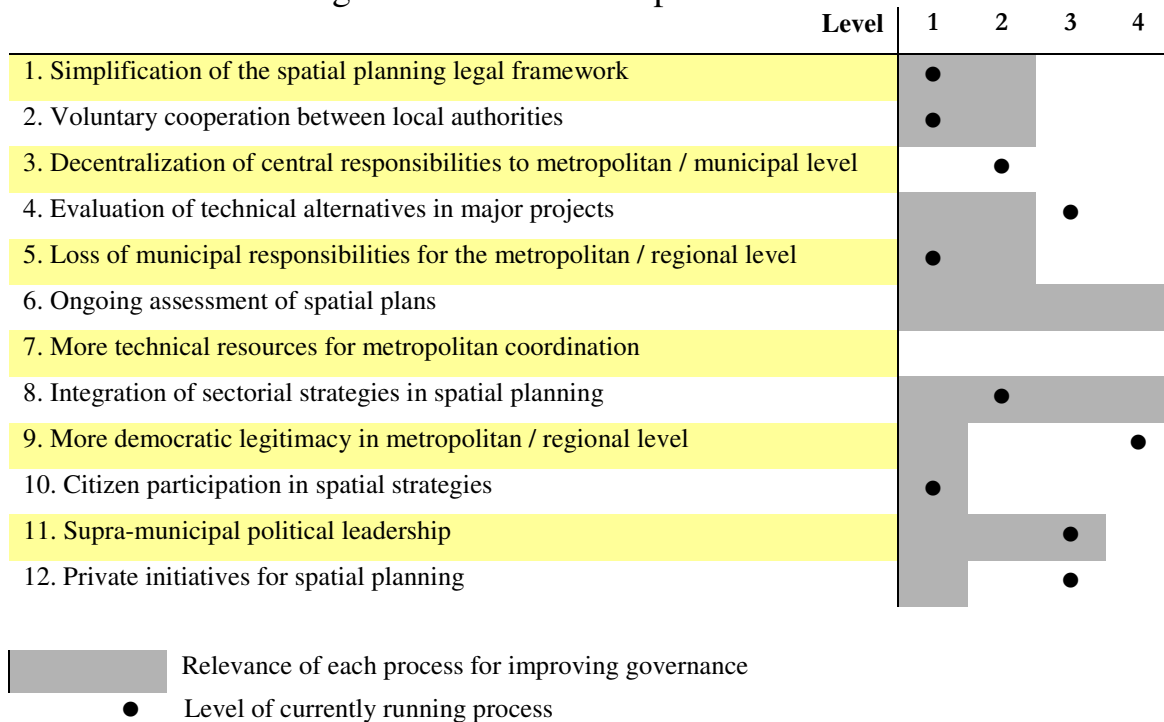 Level 1 2 3 4
1. Simplification of the spatial planning legal framework
2. Voluntary cooperation between local authorities
3. Decentralization of central responsibilities to metropolitan / municipal level
4. Evaluation of technical alternatives in major projects
5. Loss of municipal responsibilities for the metropolitan / regional level
6. Ongoing assessment of spatial plans
7. More technical resources for metropolitan coordination
8. Integration of sectorial strategies in spatial planning
9. More democratic legitimacy in metropolitan / regional level
10. Citizen participation in spatial strategies
11. Supra-municipal political leadership
12. Private initiatives for spatial planning
Relevance of each process for improving governance
Level of currently running process